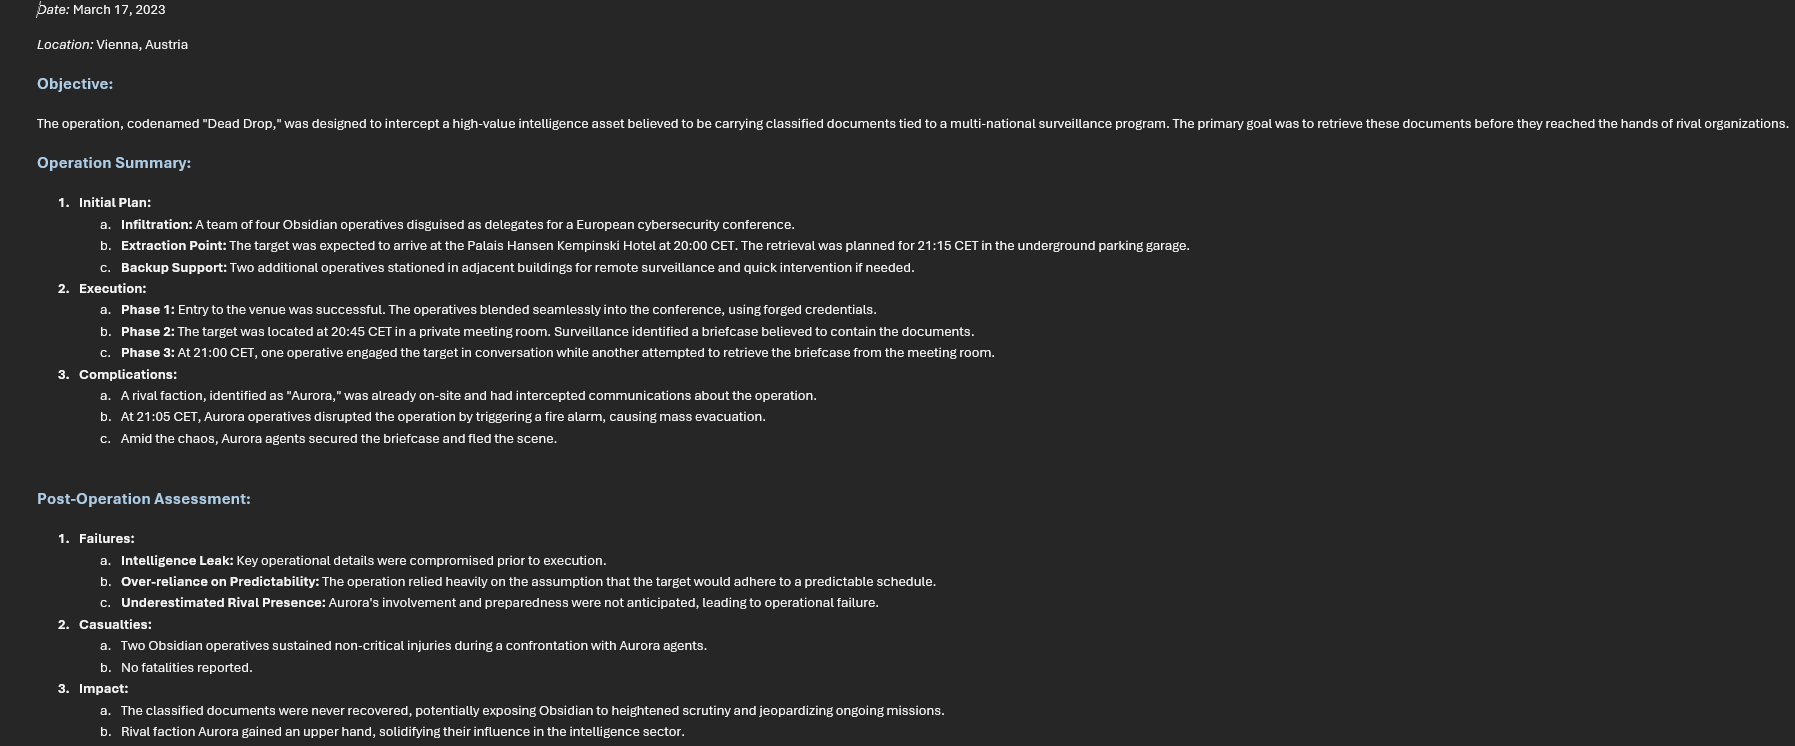 Date: March 17, 2023
Location: Vienna, Austria
Objective:
The operation, codenamed "Dead Drop," was designed to intercept a high-value intelligence asset believed to be carrying classified documents tied to a multi-national surveillance program. The primary goal was to retrieve these documents before they reached the hands of rival organizations.
Operation Summary:
1. Initial Plan:
a. Infiltration: A team of four Obsidian operatives disguised as delegates for a European cybersecurity conference.
b. Extraction Point: The target was expected to arrive at the Palais Hansen Kempinski Hotel at 20:00 CET. The retrieval was planned for 21:15 CET in the underground parking garage.
c. Backup Support: Two additional operatives stationed in adjacent buildings for remote surveillance and quick intervention if needed.
2. Execution:
a. Phase 1: Entry to the venue was successful. The operatives blended seamlessly into the conference, using forged credentials.
b. Phase 2: The target was located at 20:45 CET in a private meeting room. Surveillance identified a briefcase believed to contain the documents.
c. Phase 3: At 21:00 CET, one operative engaged the target in conversation while another attempted to retrieve the briefcase from the meeting room.
3. Complications:
a. A rival faction, identified as "Aurora," was already on-site and had intercepted communications about the operation.
b. At 21:05 CET, Aurora operatives disrupted the operation by triggering a fire alarm, causing mass evacuation.
c. Amid the chaos, Aurora agents secured the briefcase and fled the scene.
Post-Operation Assessment:
1. Failures:
a. Intelligence Leak: Key operational details were compromised prior to execution.
b. Over-reliance on Predictability: The operation relied heavily on the assumption that the target would adhere to a predictable schedule.
c. Underestimated Rival Presence: Aurora's involvement and preparedness were not anticipated, leading to operational failure.
2. Casualties:
a. Two Obsidian operatives sustained non-critical injuries during a confrontation with Aurora agents.
b. No fatalities reported.
3. Impact:
a. The classified documents were never recovered, potentially exposing Obsidian to heightened scrutiny and jeopardizing ongoing missions.
b. Rival faction Aurora gained an upper hand, solidifying their influence in the intelligence sector.